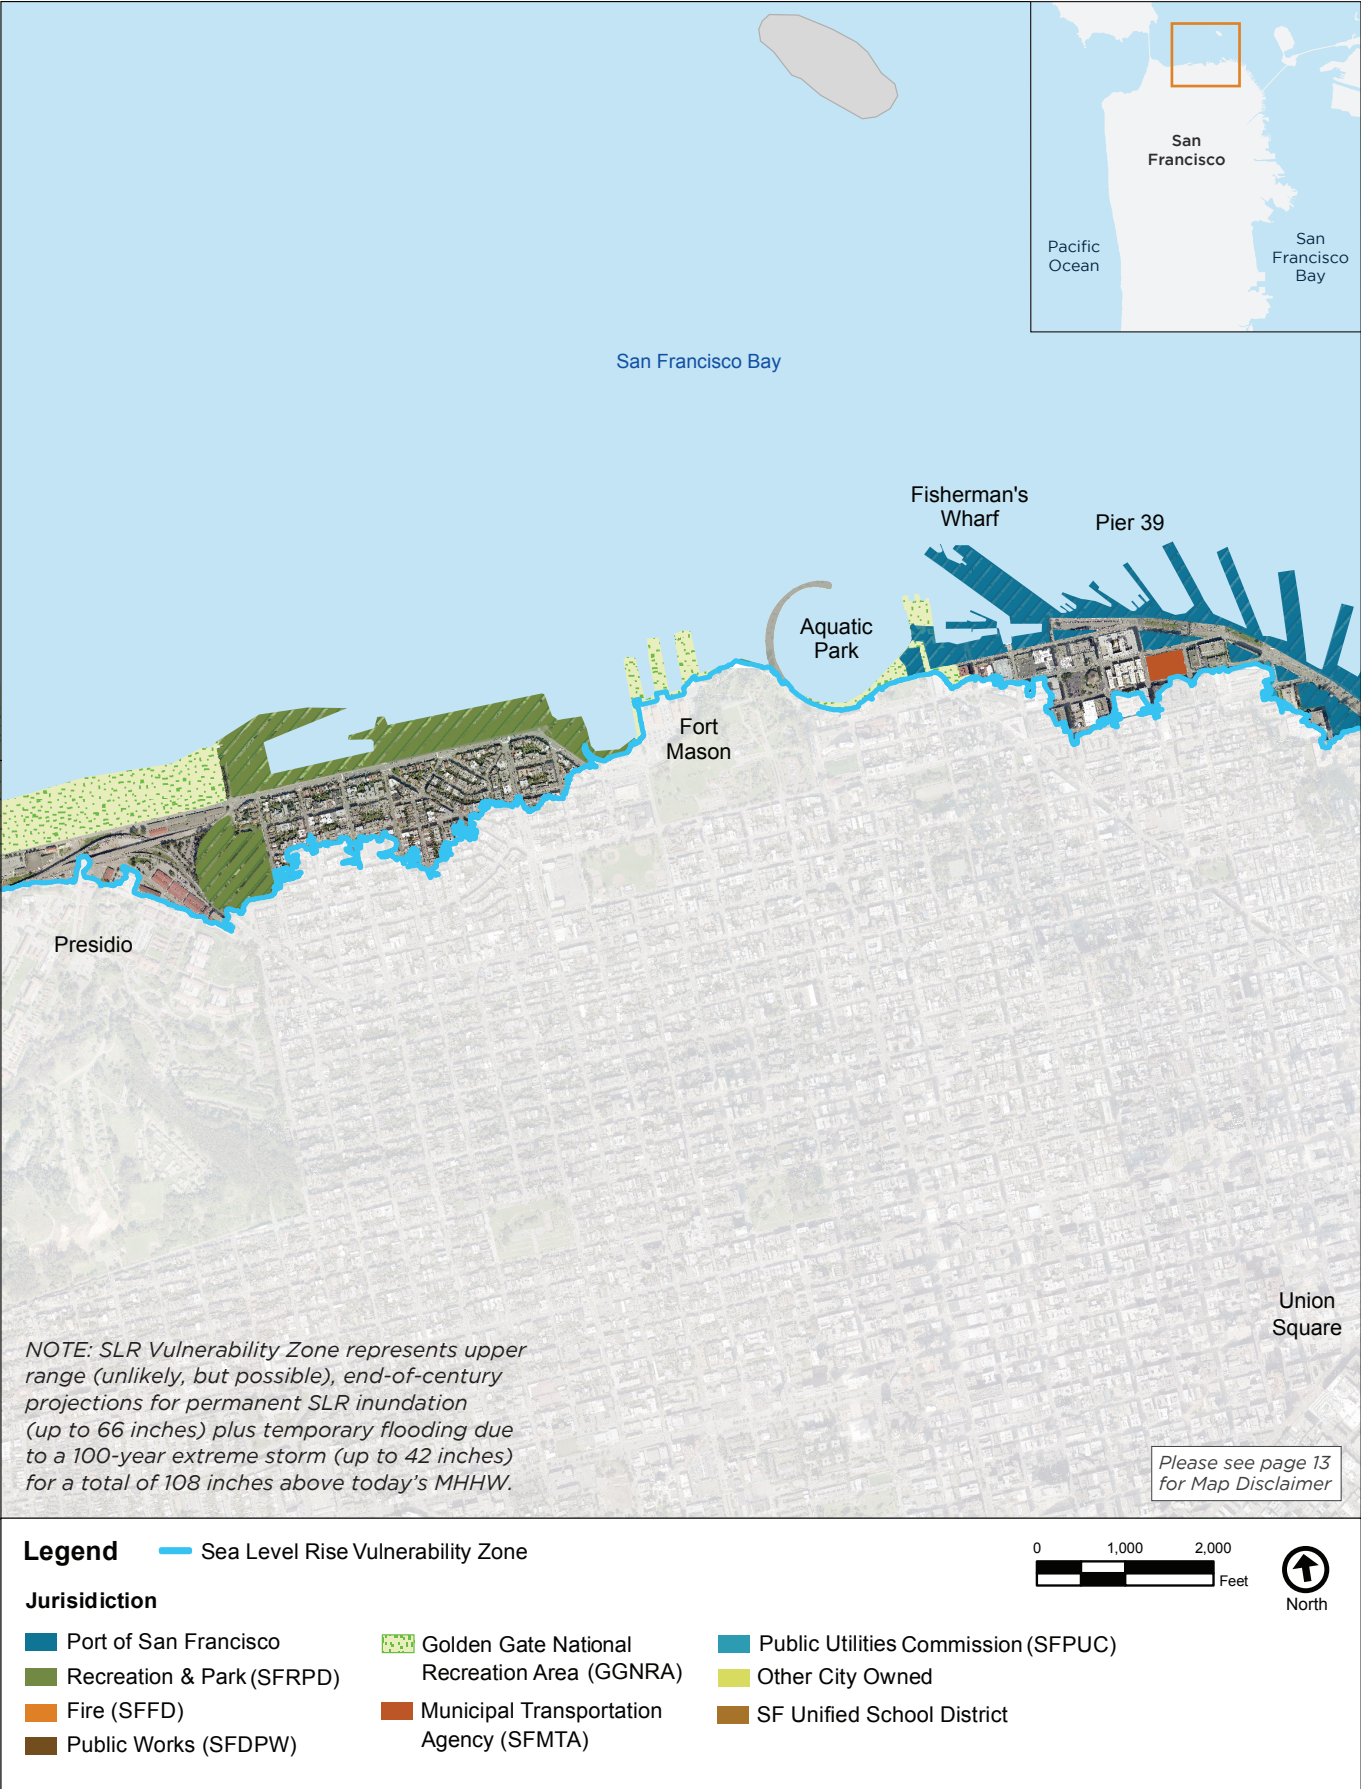 San
Francisco
Pacific
Ocean
San
Francisco
Bay
San Francisco Bay
Fisherman's
Wharf
Pier 39
Aquatic
Park
Fort
Mason
Presidio
Union
Square
NOTE: SLR Vulnerability Zone represents upper
range (unlikely, but possible), end-of-century
projections for permanent SLR inundation
(up to 66 inches) plus temporary flooding due
to a 100-year extreme storm (up to 42 inches)
for a total of 108 inches above today's MHHW.
Please see page 13
for Map Disclaimer
Legend
Sea Level Rise Vulnerability Zone
0 1,000 2,000
Feet
North
Jurisidiction
Port of San Francisco
Recreation & Park (SFRPD)
Fire (SFFD)
Public Works (SFDPW)
Golden Gate National
Recreation Area (GGNRA)
Municipal Transportation
Agency (SFMTA)
Public Utilities Commission (SFPUC)
Other City Owned
SF Unified School District